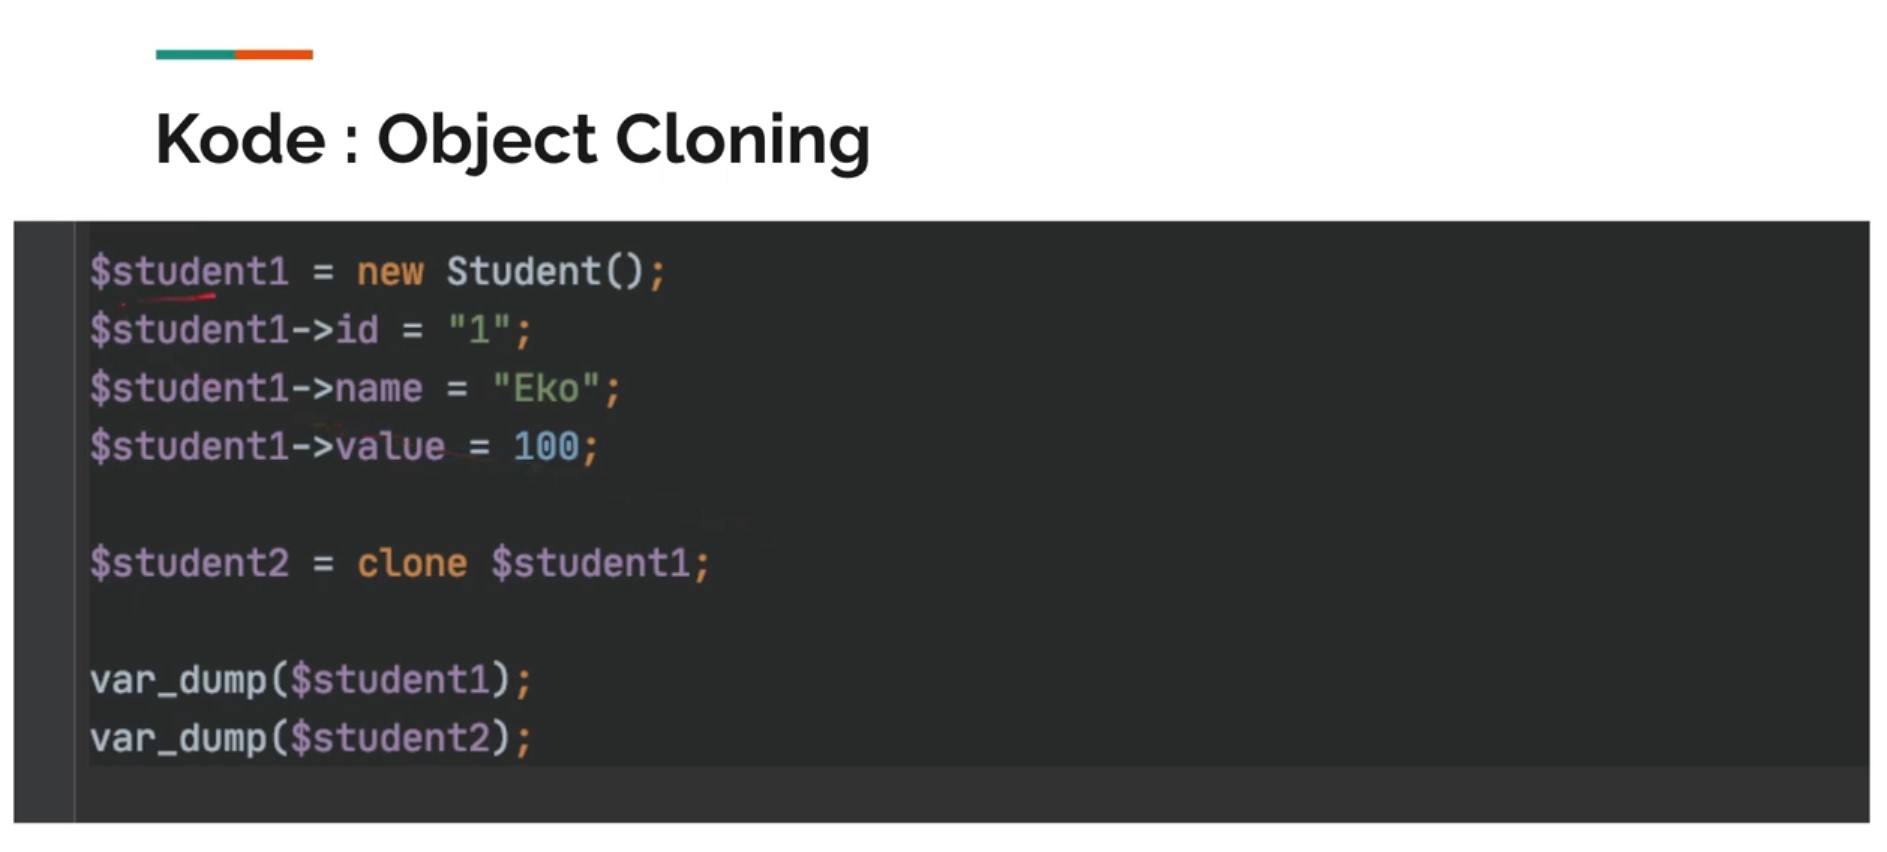 Kode : Object Cloning
$student1 = new Student();
$student1->id = "1";
$student1->name = "Eko";
$student1->value = 100;
$student2 = clone $student1;
var_dump($student1);
var_dump($student2);